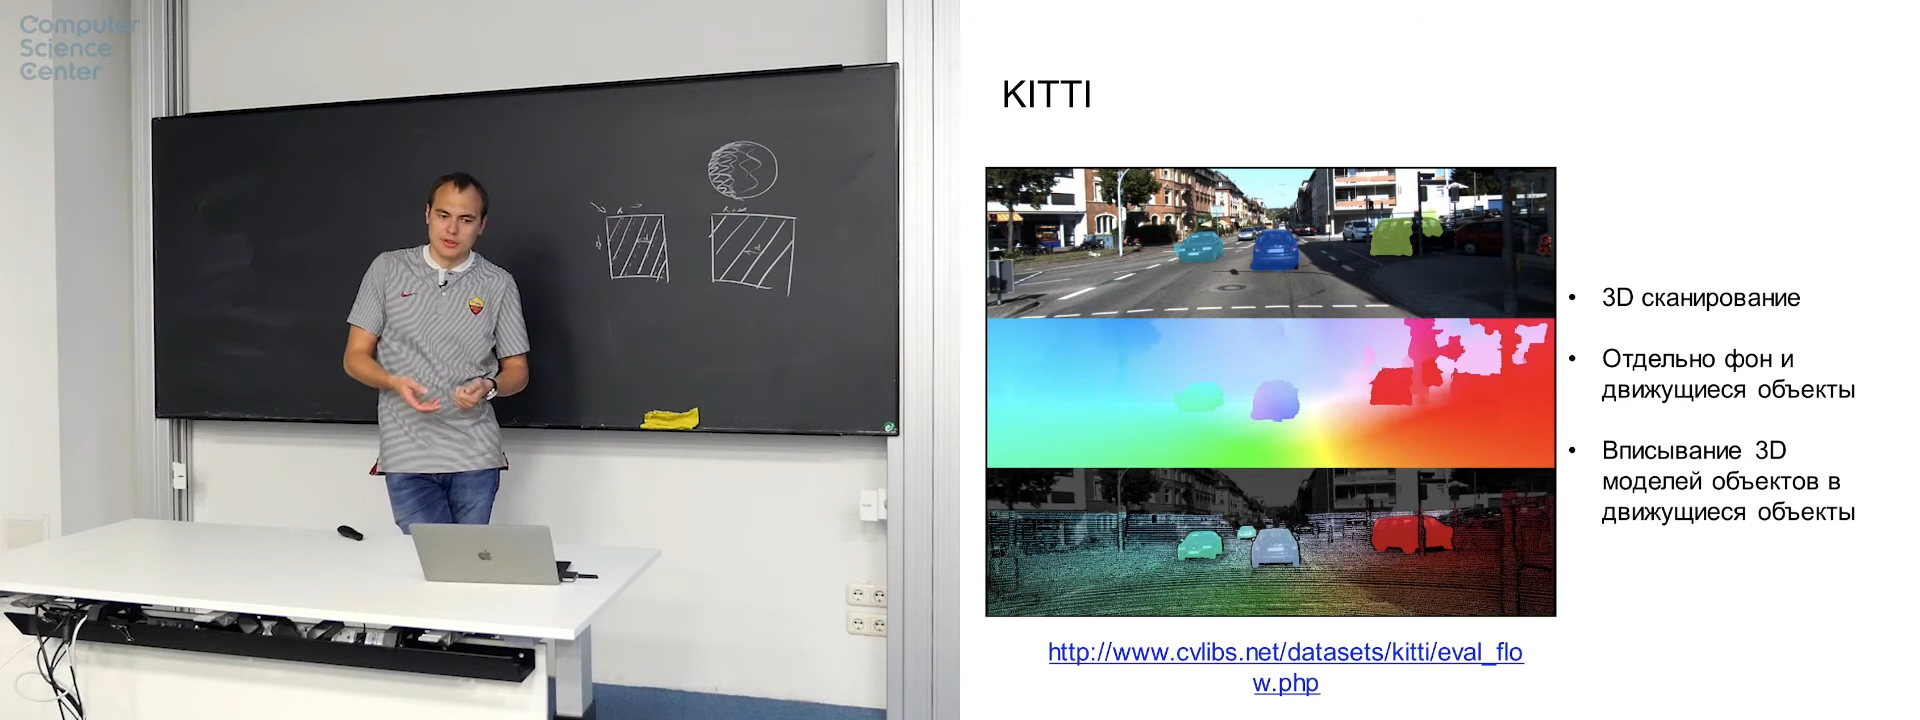 Computer
Science
Center
KITTI
• 3D сканирование
• Отдельно фон и
движущиеся объекты
• Вписывание 3D
моделей объектов в
движущиеся объекты
http://www.cvlibs.net/datasets/kitti/eval_flo
w.php